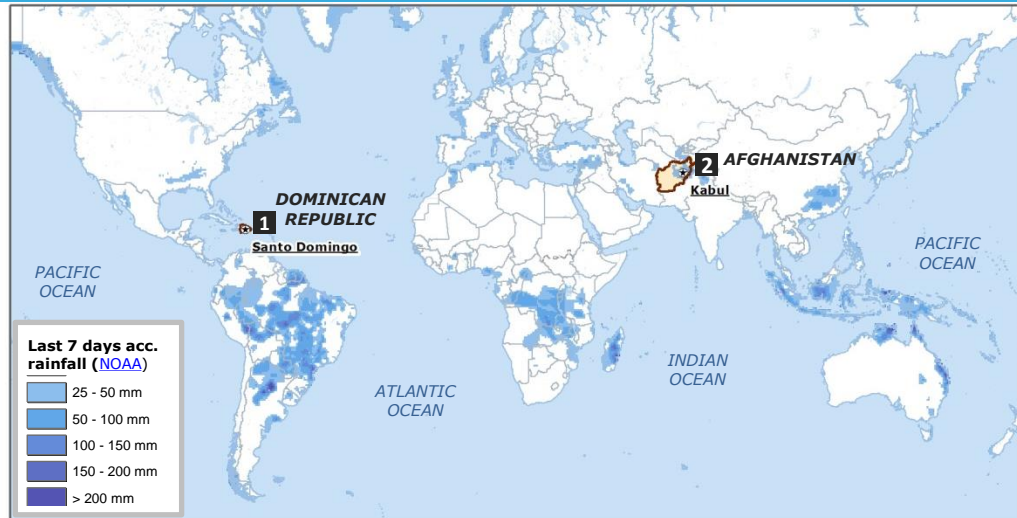 2 AFGHANISTAN
Kabul
1 DOMINICAN
REPUBLIC
Santo Domingo
PACIFIC
OCEAN
PACIFIC
OCEAN
ATLANTIC
OCEAN
INDIAN
OCEAN
Last 7 days acc.
rainfall (NOAA)
25 - 50 mm
50 - 100 mm
100 - 150 mm
150 - 200 mm
> 200 mm